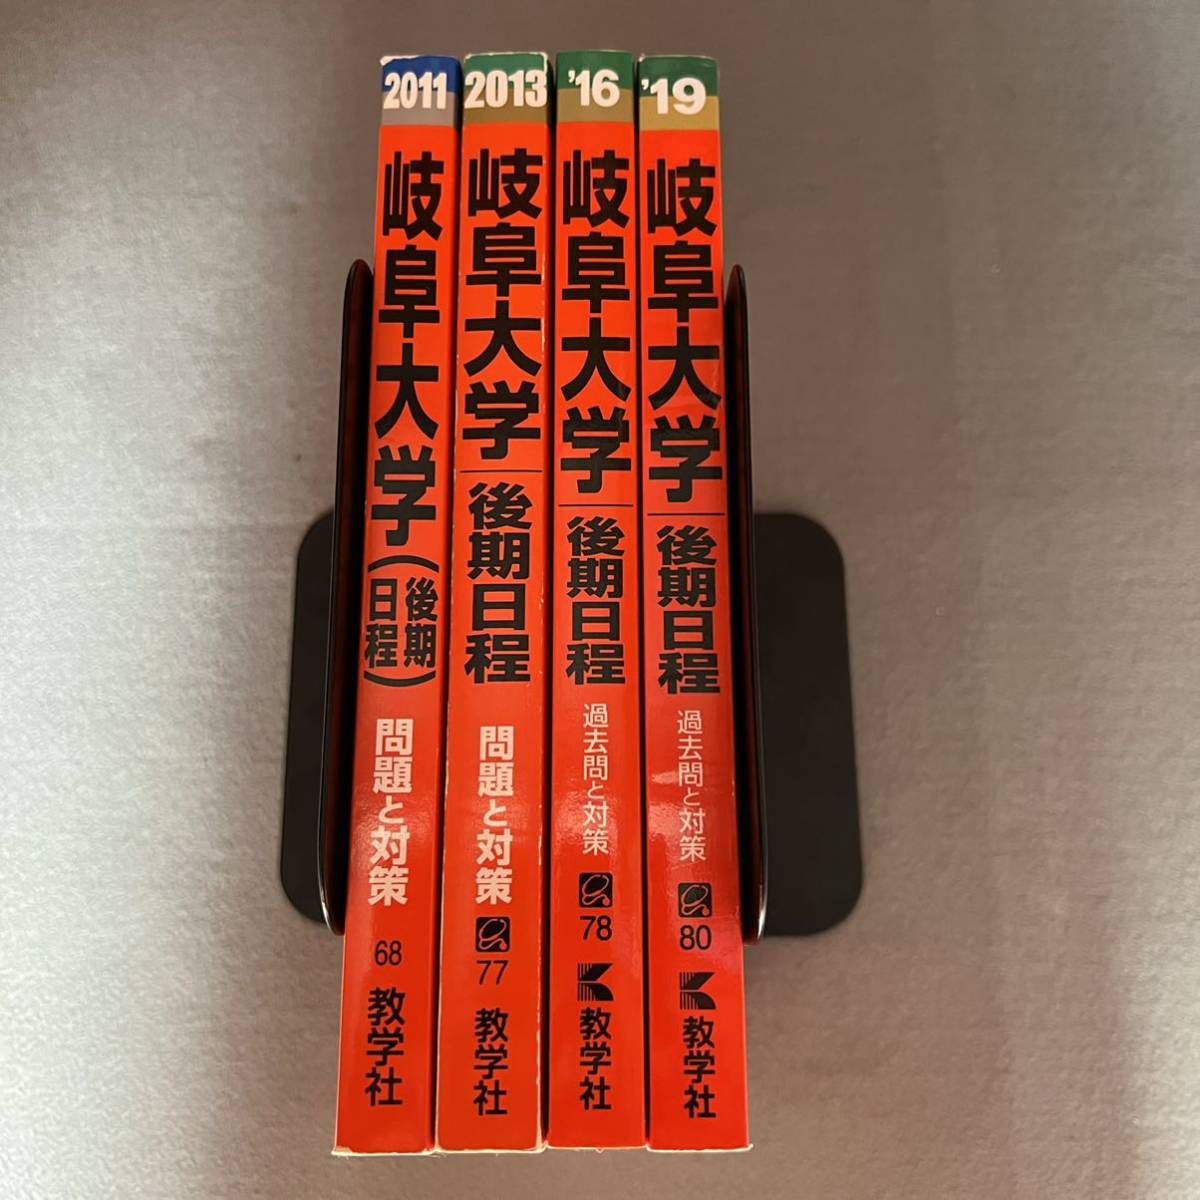 2011
岐阜大学
(後期
日程)
問題と対策
68
教学社
2013
岐阜大学
後期日程
問題と対策
77
教学社
'16
岐阜大学
後期日程
過去問と対策
78
教学社
'19
岐阜大学
後期日程
過去問と対策
80
教学社